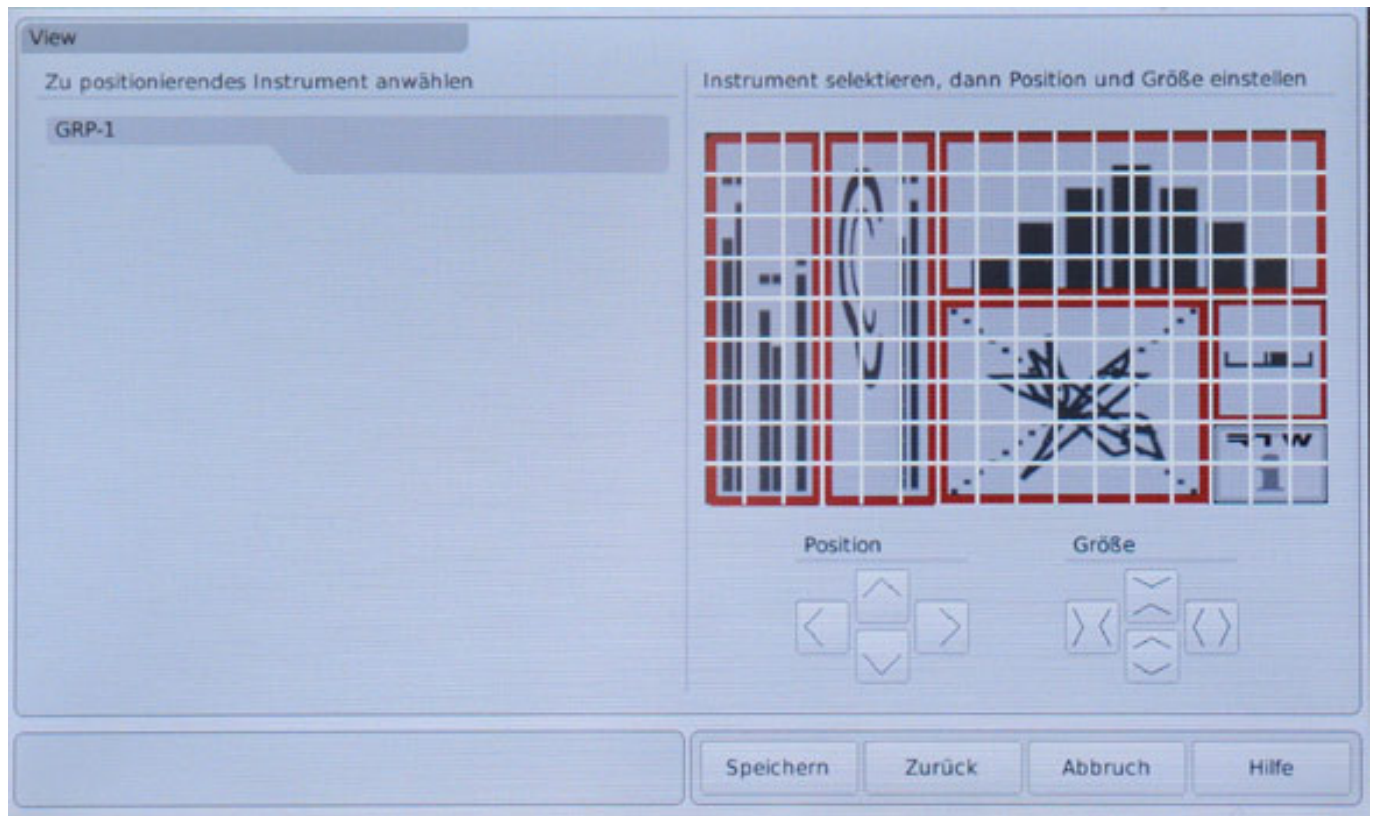 View
Zu positionierendes Instrument anwählen
GRP-1
Instrument selektieren, dann Position und Größe einstellen
Position
Größe
Speichern
Zurück
Abbruch
Hilfe